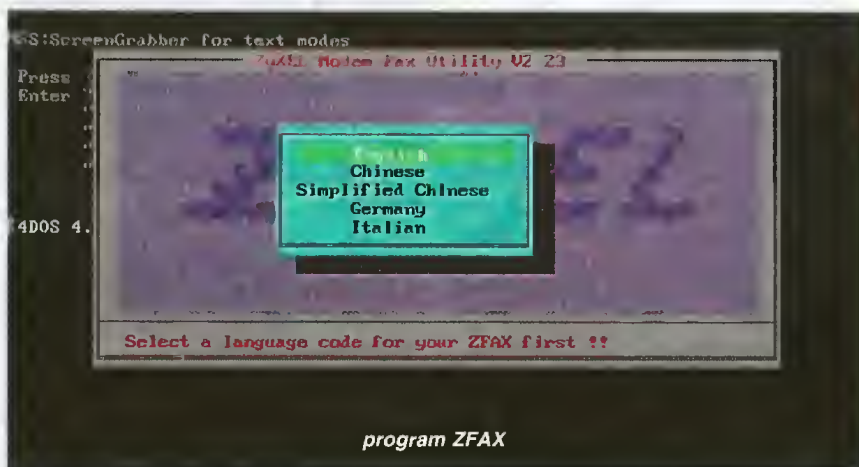 GS:ScreenGrabber for text modes
ZyXEL Modem Fax Utility V2 23
Press
Enter
English
Chinese
Simplified Chinese
Germany
Italian
4DOS 4.
Select a language code for your ZFAX first !!
program ZFAX